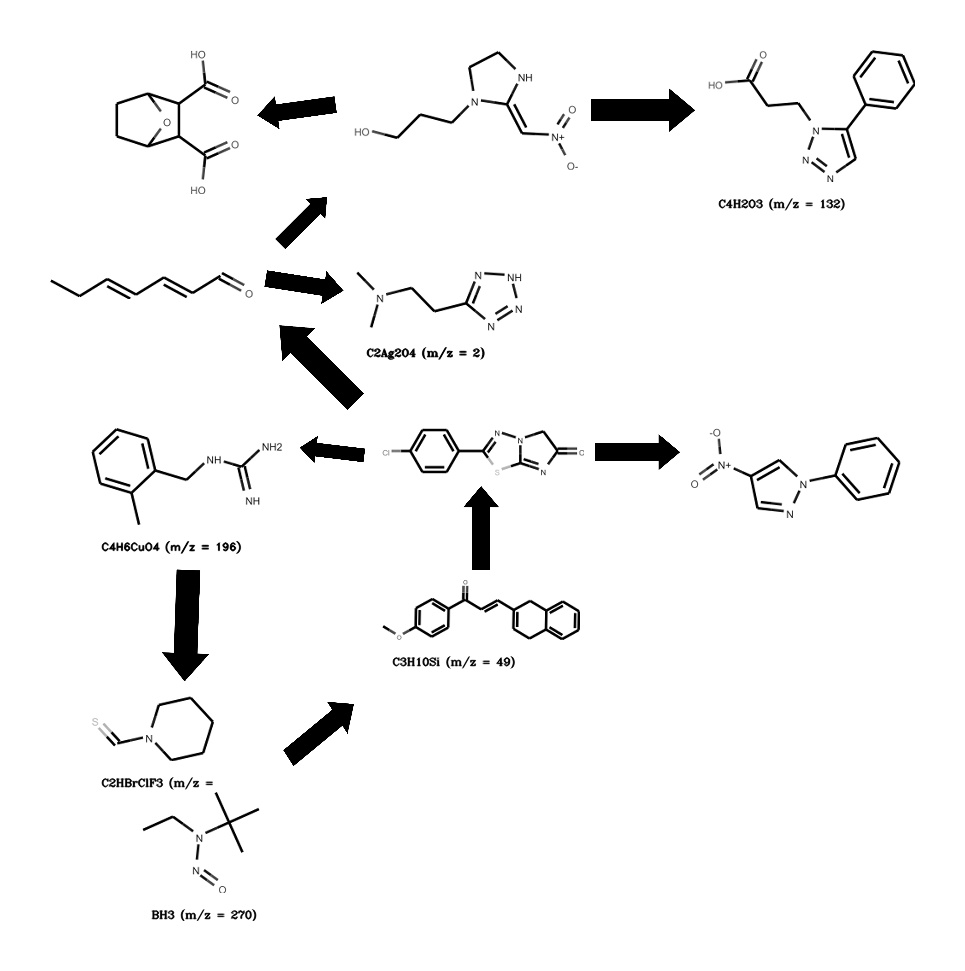 HO
O
O
O
HO
HO
N
NH
N+
O
O-
O
HO
N
N
N
C4H2O3 (m/z = 132)
O
N
N
NH
N
N
C2Ag2O4 (m/z = 2)
NH
NH2
NH
C4H6CuO4 (m/z = 196)
Cl
N
N
S
N
O
-O
N+
O
N
N
O
O
C3H10Si (m/z = 49)
S
N
C2HBrClF3 (m/z =
N
N
O
BH3 (m/z = 270)